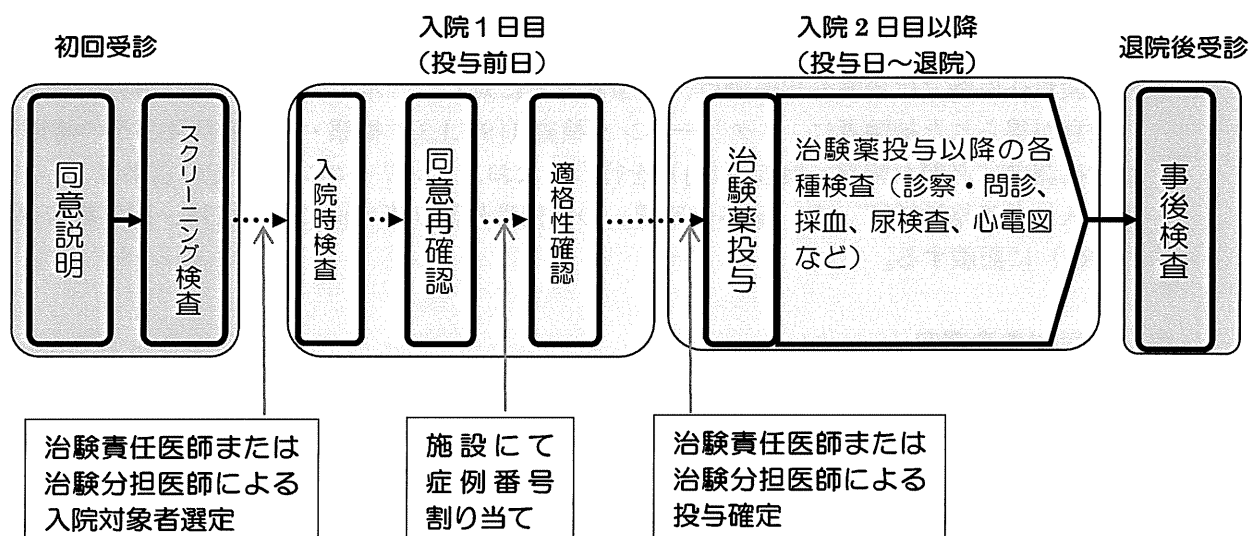 初回受診
入院1日目
（投与前日）
入院2日目以降
（投与日～退院）
退院後受診
同意説明
スクリーニング検査
入院時検査
同意再確認
適格性確認
治験薬投与
治験薬投与以降の各
種検査（診察・問診、
採血、尿検査、心電図
など）
事後検査
治験責任医師または
治験分担医師による
入院対象者選定
施設にて
症例番号
割り当て
治験責任医師または
治験分担医師による
投与確定